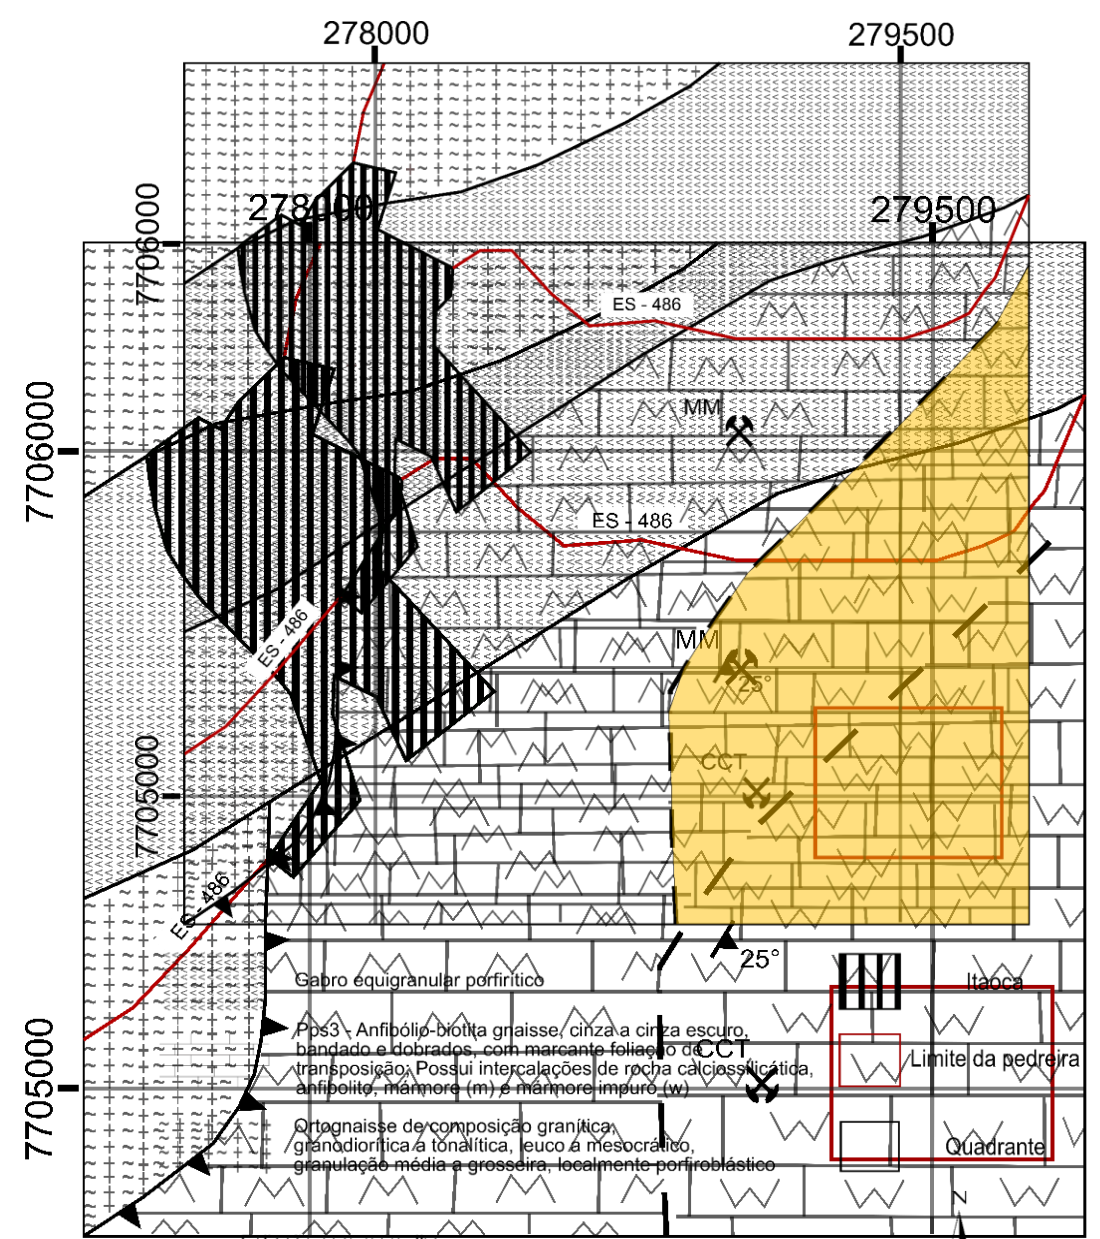 278000
279500
7706000
278000
279500
ES - 486
7706000
MM
ES - 486
ES - 486
MM
25°
7705000
CCT
ES - 486
25°
Gabro equigranular porfirítico
Itaoca
Pps3 - Anfibólio-biotita gnaisse, cinza a cinza escuro,
bandado e dobrados, com marcante foliação de
transposição. Possui intercalações de rocha calciossilicática,
anfibolito, mármore (m) e mármore impuro (w)
CCT
Limite da pedreira
7705000
Ortognaisse de composição granítica,
granodiorítica a tonalítica, leuco a mesocrático,
granulação média a grosseira, localmente porfiroblástico
Quadrante
N